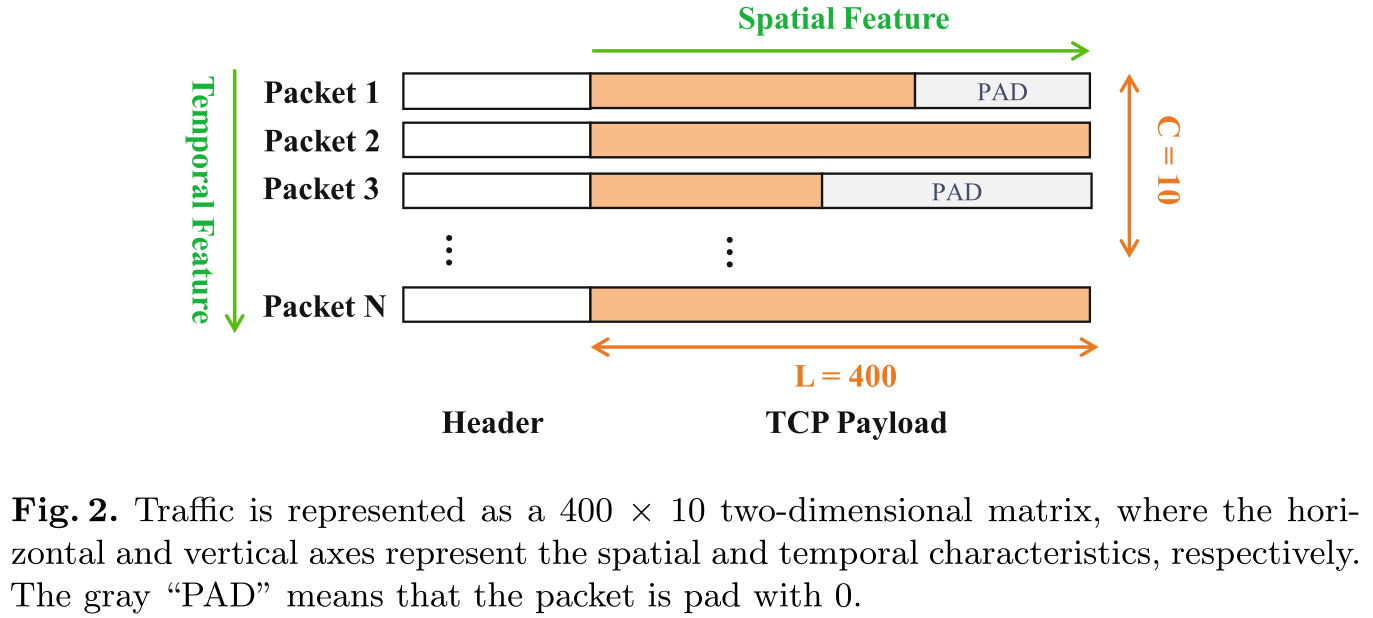 Spatial Feature
Temporal Feature
Packet 1
PAD
Packet 2
Packet 3
PAD
C = 10
⋮ ⋮
Packet N
L = 400
Header TCP Payload
Fig. 2. Traffic is represented as a 400 × 10 two-dimensional matrix, where the hori-
zontal and vertical axes represent the spatial and temporal characteristics, respectively.
The gray “PAD” means that the packet is pad with 0.